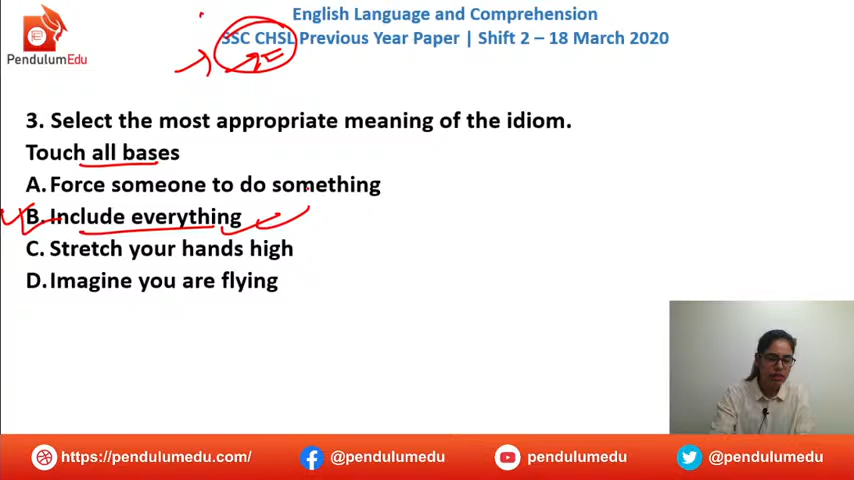 English Language and Comprehension
SSC CHSL Previous Year Paper | Shift 2 – 18 March 2020
PendulumEdu
3. Select the most appropriate meaning of the idiom.
Touch all bases
A. Force someone to do something
B. Include everything
C. Stretch your hands high
D. Imagine you are flying
https://pendulumedu.com/ @pendulumedu pendulumedu @pendulumedu